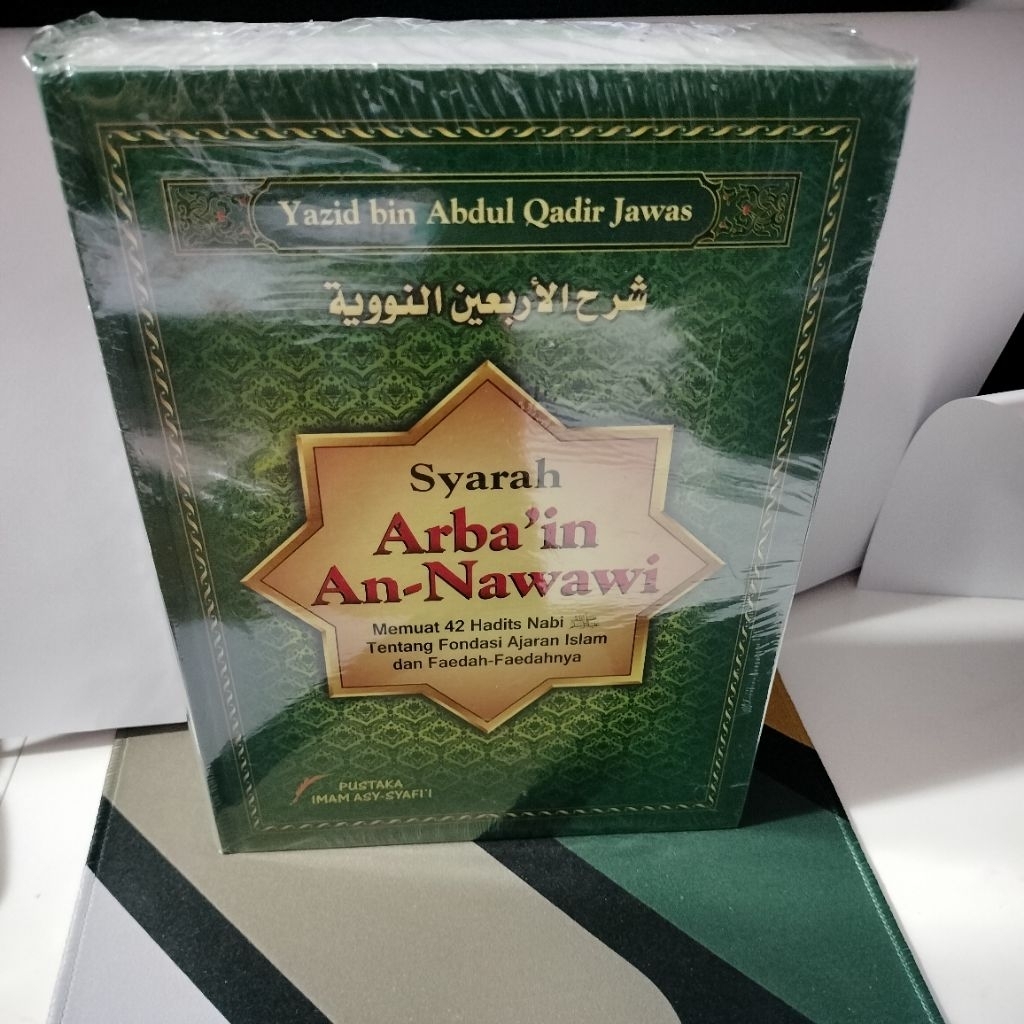 Yazid bin Abdul Qadir Jawas
شرح الأربعين النووية
Syarah
Arba'in
An-Nawawi
Memuat 42 Hadits Nabi ﷺ
Tentang Fondasi Ajaran Islam
dan Faedah-Faedahnya
PUSTAKA
IMAM ASY-SYAFI'I